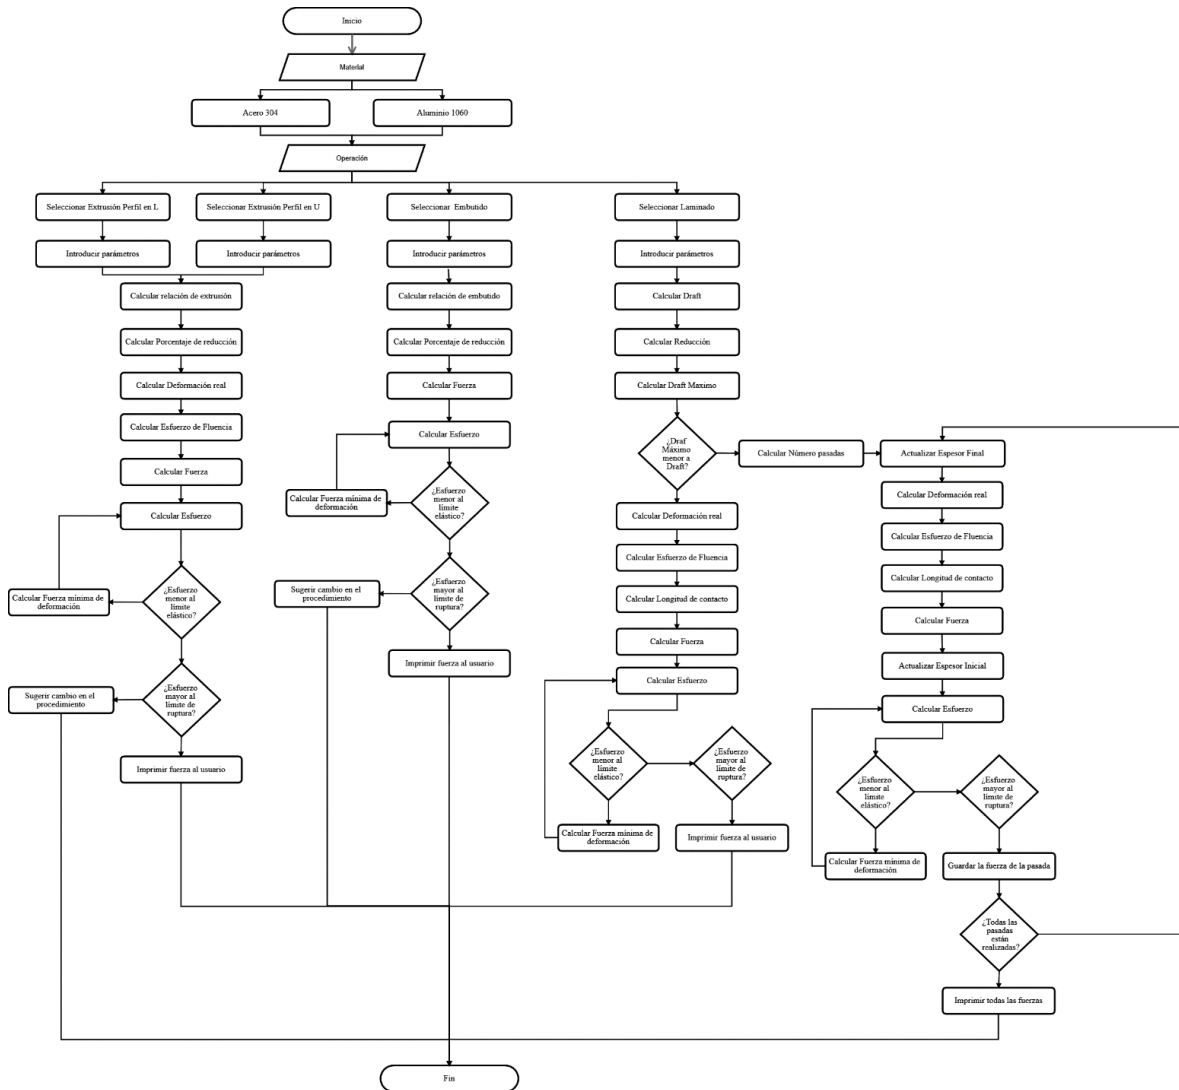 Inicio
Material
Acero 304
Aluminio 1060
Operación
Seleccionar Extrusión Perfil en L
Seleccionar Extrusión Perfil en U
Seleccionar Embutido
Seleccionar Laminado
Introducir parámetros
Introducir parámetros
Introducir parámetros
Introducir parámetros
Calcular relación de extrusión
Calcular Porcentaje de reducción
Calcular Deformación real
Calcular Esfuerzo de Fluencia
Calcular Fuerza
Calcular Esfuerzo
¿Esfuerzo
menor al
límite
elástico?
Calcular Fuerza mínima de
deformación
¿Esfuerzo
mayor al
límite de
ruptura?
Sugerir cambio en el
procedimiento
Imprimir fuerza al usuario
Calcular relación de embutido
Calcular Porcentaje de reducción
Calcular Fuerza
Calcular Esfuerzo
¿Esfuerzo
menor al
límite
elástico?
Calcular Fuerza mínima de
deformación
¿Esfuerzo
mayor al
límite de
ruptura?
Sugerir cambio en el
procedimiento
Imprimir fuerza al usuario
Calcular Draft
Calcular Reducción
Calcular Draft Maximo
¿Draf
Máximo
menor a
Draft?
Calcular Deformación real
Calcular Esfuerzo de Fluencia
Calcular Longitud de contacto
Calcular Fuerza
Calcular Esfuerzo
¿Esfuerzo
menor al
límite
elástico?
¿Esfuerzo
mayor al
límite de
ruptura?
Calcular Fuerza mínima de
deformación
Imprimir fuerza al usuario
Calcular Número pasadas
Actualizar Espesor Final
Calcular Deformación real
Calcular Esfuerzo de Fluencia
Calcular Longitud de contacto
Calcular Fuerza
Actualizar Espesor Inicial
Calcular Esfuerzo
¿Esfuerzo
menor al
límite
elástico?
¿Esfuerzo
mayor al
límite de
ruptura?
Calcular Fuerza mínima de
deformación
Guardar la fuerza de la pasada
¿Todas las
pasadas
están
realizadas?
Imprimir todas las fuerzas
Fin